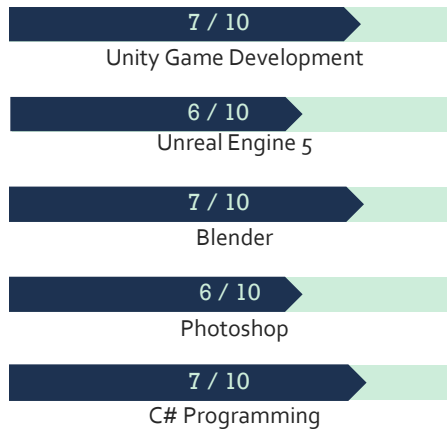 7 / 10
Unity Game Development
6 / 10
Unreal Engine 5
7 / 10
Blender
6 / 10
Photoshop
7 / 10
C# Programming